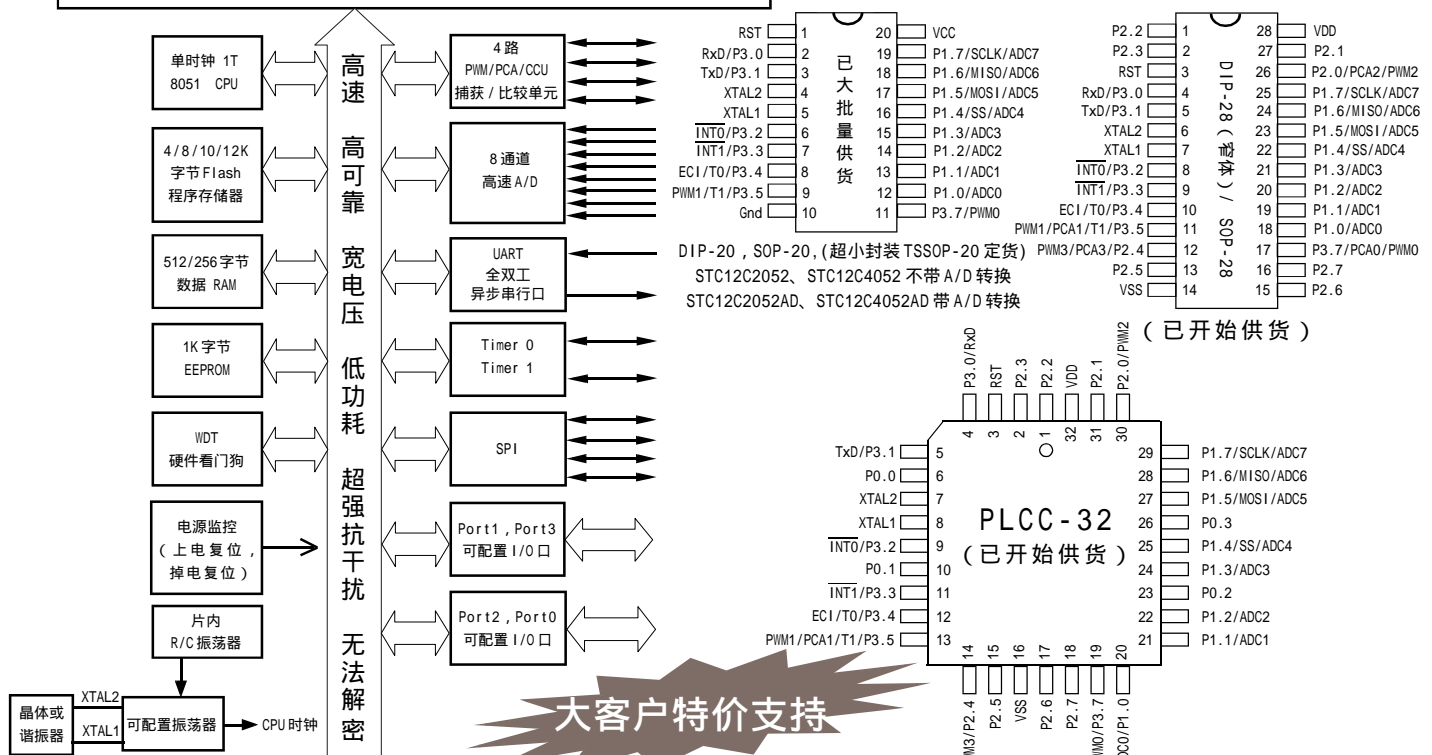 单时钟 1T
8051 CPU
4/8/10/12K
字节Flash
程序存储器
512/256字节
数据 RAM
1K字节
EEPROM
WDT
硬件看门狗
电源监控
(上电复位,
掉电复位)
片内
R/C振荡器
晶体或
谐振器
XTAL2
XTAL1
可配置振荡器
CPU时钟
高速 高可靠 宽电压 低功耗 超强抗干扰 无法解密
4路
PWM/PCA/CCU
捕获/比较单元
8通道
高速A/D
UART
全双工
异步串行口
Timer 0
Timer 1
SPI
Port1,Port3
可配置I/O口
Port2,Port0
可配置I/O口
大客户特价支持
RST 1 20 VCC
RxD/P3.0 2 19 P1.7/SCLK/ADC7
TxD/P3.1 3 18 P1.6/MISO/ADC6
XTAL2 4 17 P1.5/MOSI/ADC5
XTAL1 5 16 P1.4/SS/ADC4
INT0/P3.2 6 15 P1.3/ADC3
INT1/P3.3 7 14 P1.2/ADC2
ECI/T0/P3.4 8 13 P1.1/ADC1
PWM1/T1/P3.5 9 12 P1.0/ADC0
Gnd 10 11 P3.7/PWM0
已大批量供货
DIP-20,SOP-20,(超小封装TSSOP-20定货)
STC12C2052、STC12C4052 不带A/D转换
STC12C2052AD、STC12C4052AD 带A/D转换
P2.2 1 28 VDD
P2.3 2 27 P2.1
RST 3 26 P2.0/PCA2/PWM2
RxD/P3.0 4 25 P1.7/SCLK/ADC7
TxD/P3.1 5 24 P1.6/MISO/ADC6
XTAL2 6 23 P1.5/MOSI/ADC5
XTAL1 7 22 P1.4/SS/ADC4
INT0/P3.2 8 21 P1.3/ADC3
INT1/P3.3 9 20 P1.2/ADC2
ECI/T0/P3.4 10 19 P1.1/ADC1
PWM1/PCA1/T1/P3.5 11 18 P1.0/ADC0
PWM3/PCA3/P2.4 12 17 P3.7/PCA0/PWM0
P2.5 13 16 P2.7
VSS 14 15 P2.6
DIP-28(窄体)/ SOP-28
(已开始供货)
P3.0/RxD RST P2.3 P2.2 VDD P2.1 P2.0/PWM2
4 3 2 1 32 31 30
TxD/P3.1 5 29 P1.7/SCLK/ADC7
P0.0 6 28 P1.6/MISO/ADC6
XTAL2 7 27 P1.5/MOSI/ADC5
XTAL1 8 26 P0.3
INT0/P3.2 9 25 P1.4/SS/ADC4
P0.1 10 24 P1.3/ADC3
INT1/P3.3 11 23 P0.2
ECI/T0/P3.4 12 22 P1.2/ADC2
PWM1/PCA1/T1/P3.5 13 21 P1.1/ADC1
PLCC-32
(已开始供货)
14 15 16 17 18 19 20
M3/P2.4 P2.5 VSS P2.6 P2.7 WM0/P3.7 DC0/P1.0